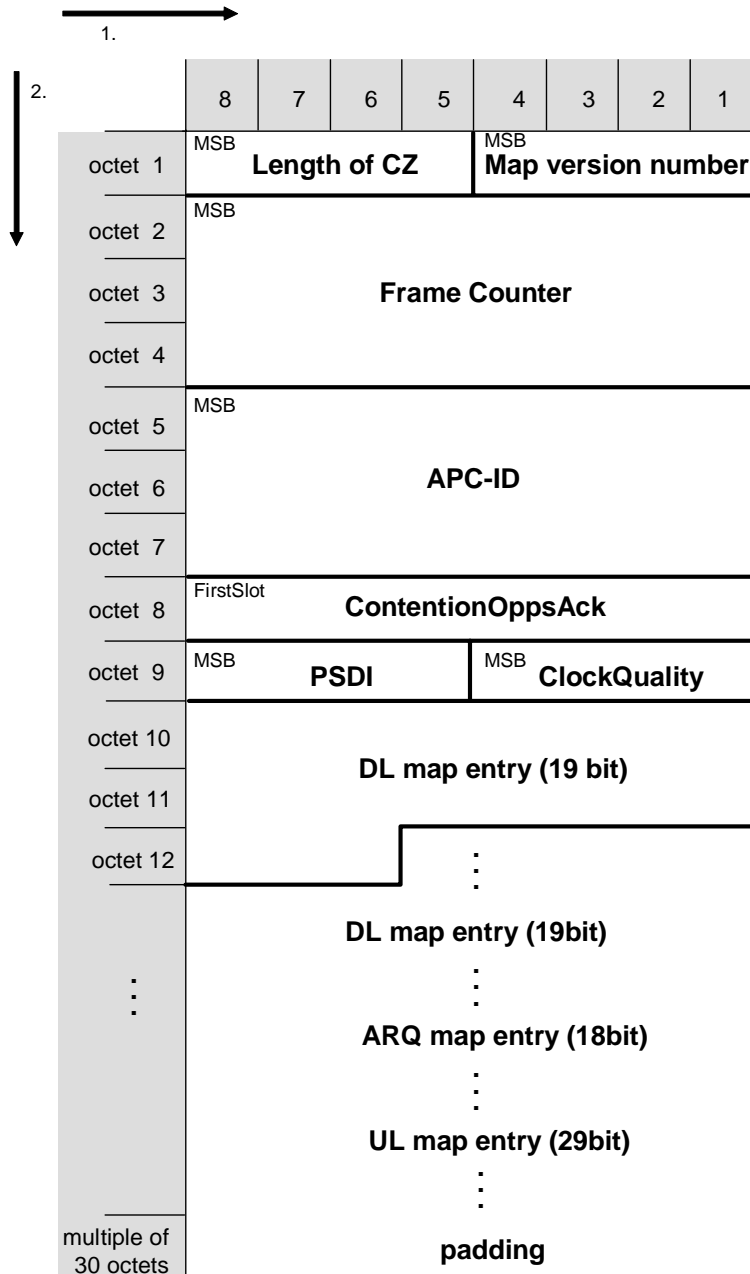 1.
2.
8 7 6 5 4 3 2 1
octet 1 MSB Length of CZ MSB Map version number
octet 2 MSB
octet 3 Frame Counter
octet 4
octet 5 MSB
octet 6 APC-ID
octet 7
octet 8 FirstSlot ContentionOppsAck
octet 9 MSB PSDI MSB ClockQuality
octet 10
DL map entry (19 bit)
octet 11
octet 12
DL map entry (19bit)
ARQ map entry (18bit)
UL map entry (29bit)
multiple of
30 octets
padding